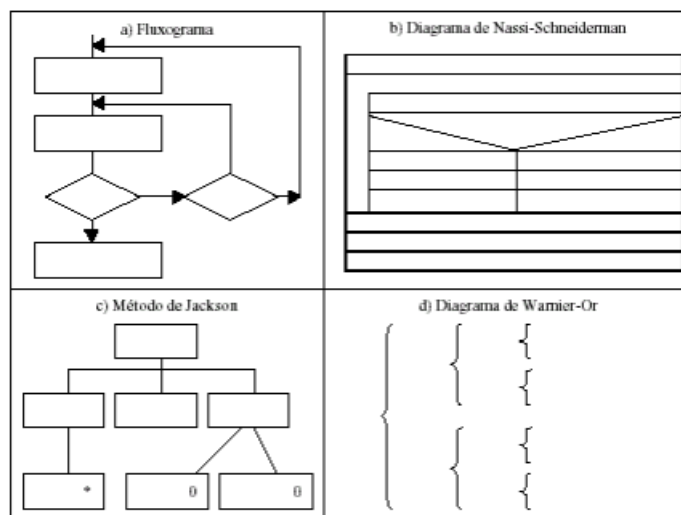 a) Fluxograma
b) Diagrama de Nassi-Schneiderman
c) Método de Jackson
d) Diagrama de Warnier-Or
* 0 0